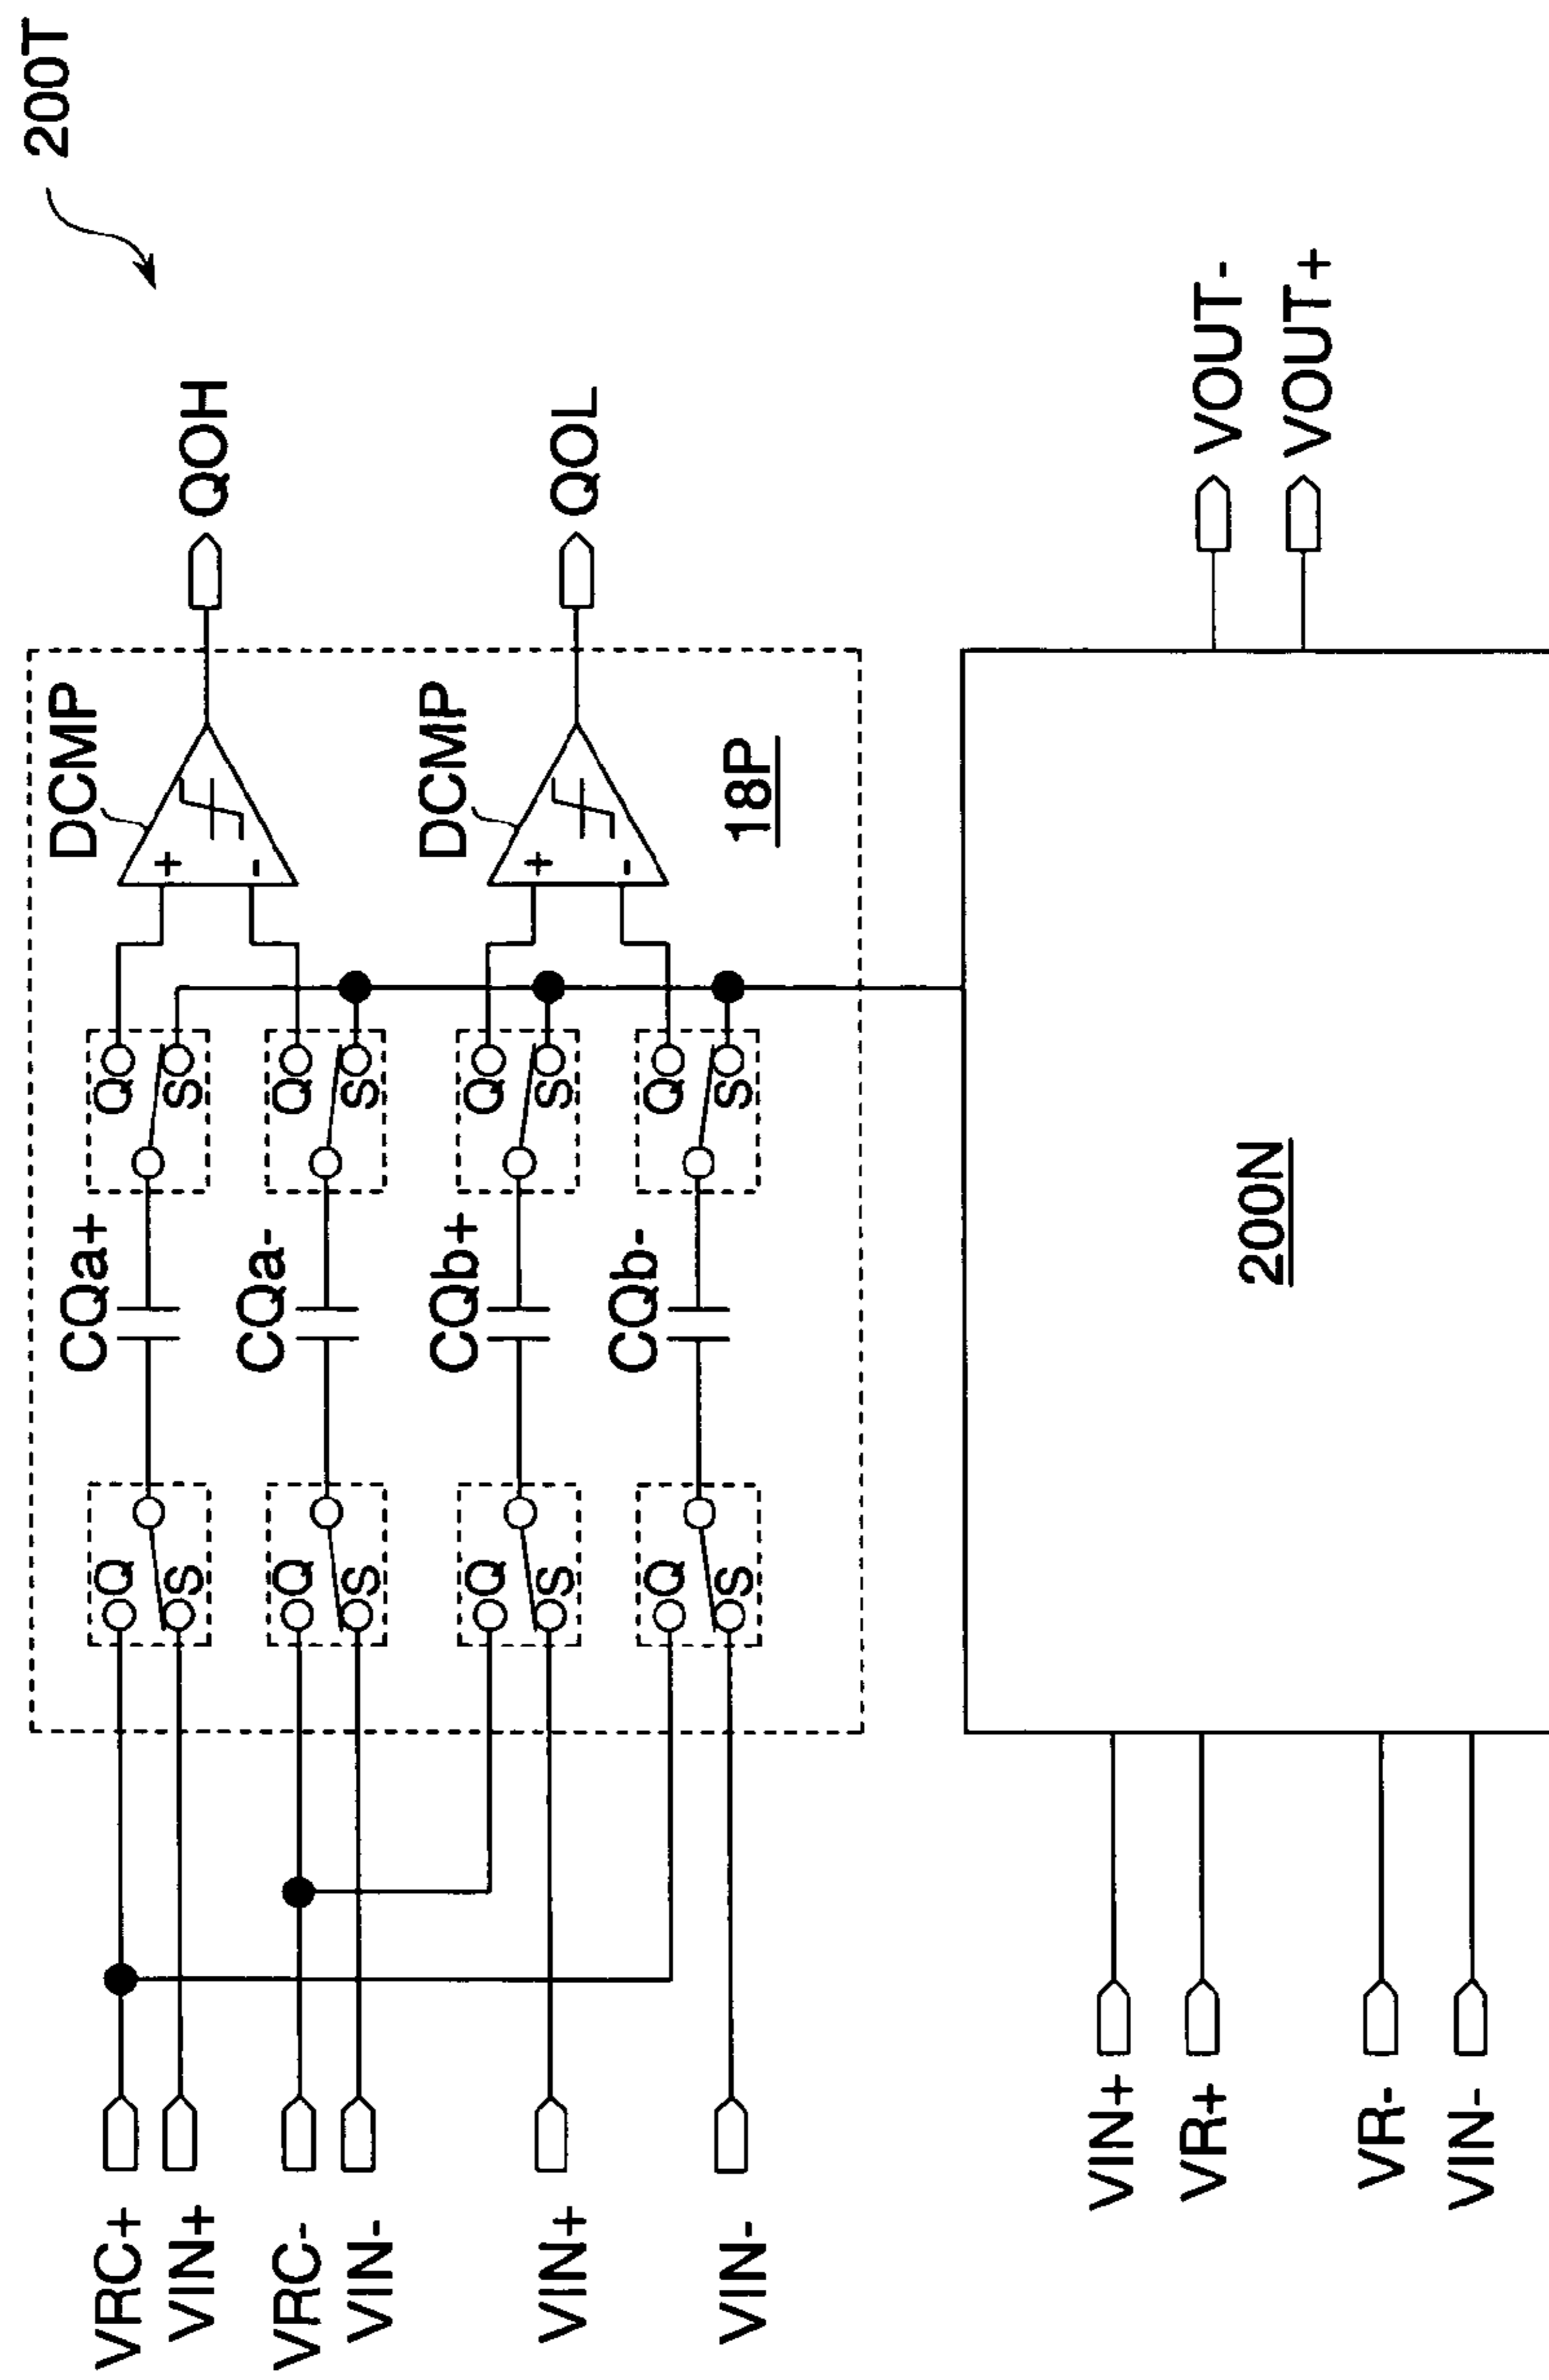 200T
VRC+
VIN+
VRC-
VIN-
VIN+
VIN-
Q
S
Q
S
Q
S
Q
S
CQa+
CQa-
CQb+
CQb-
Q
S
Q
S
Q
S
Q
S
DCMP
+
-
DCMP
+
-
18P
QOH
QOL
VIN+
VR+
VR-
VIN-
200N
VOUT-
VOUT+